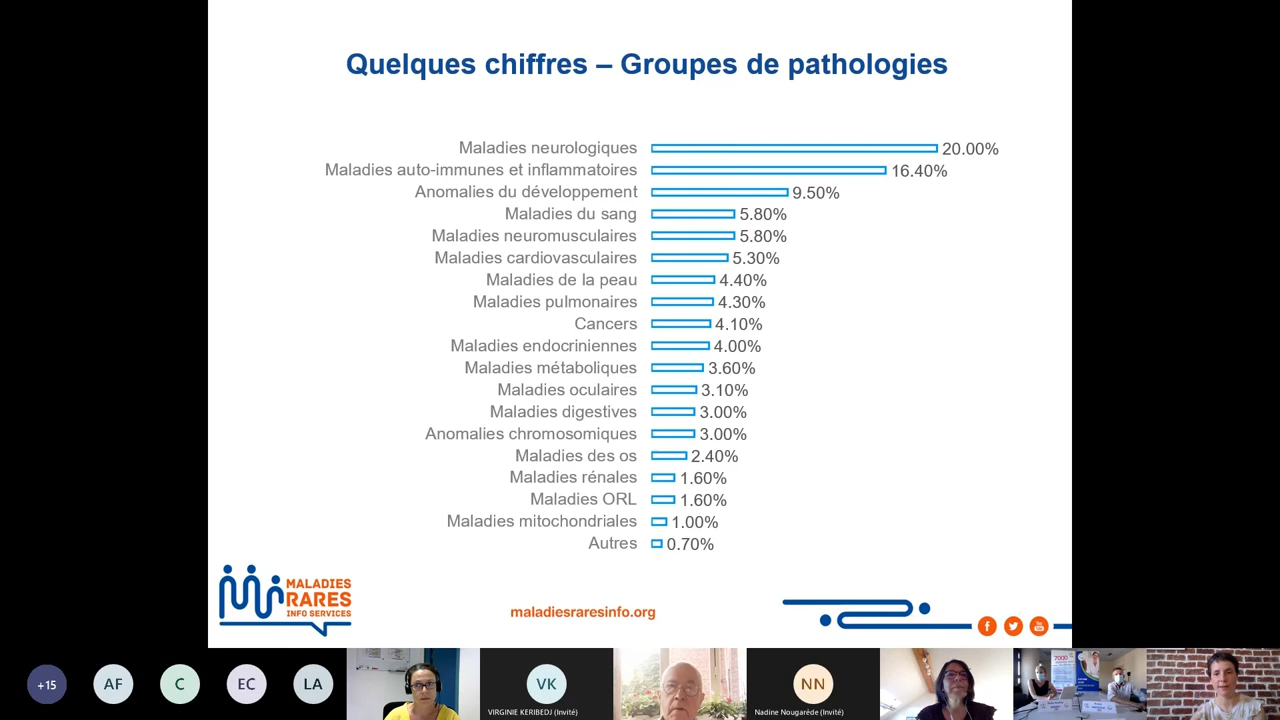 Quelques chiffres – Groupes de pathologies
Maladies neurologiques 20.00%
Maladies auto-immunes et inflammatoires 16.40%
Anomalies du développement 9.50%
Maladies du sang 5.80%
Maladies neuromusculaires 5.80%
Maladies cardiovasculaires 5.30%
Maladies de la peau 4.40%
Maladies pulmonaires 4.30%
Cancers 4.10%
Maladies endocriniennes 4.00%
Maladies métaboliques 3.60%
Maladies oculaires 3.10%
Maladies digestives 3.00%
Anomalies chromosomiques 3.00%
Maladies des os 2.40%
Maladies rénales 1.60%
Maladies ORL 1.60%
Maladies mitochondriales 1.00%
Autres 0.70%
MALADIES
RARES
INFO SERVICES
maladiesraresinfo.org
+15
AF
C
EC
LA
VK
VIRGINIE KERIBEDJ (Invité)
NN
Nadine Nougarède (Invité)
7000